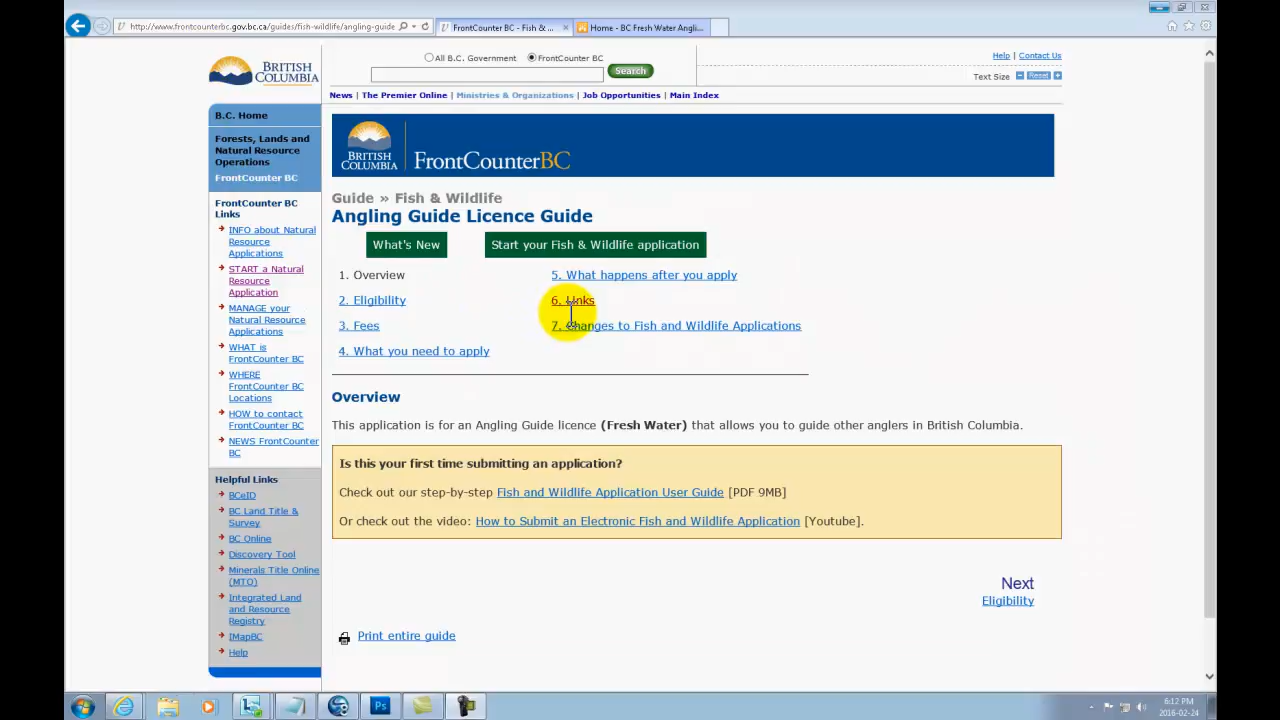 http://www.frontcounterbc.gov.bc.ca/guides/fish-wildlife/angling-guide
FrontCounter BC - Fish & ...
Home - BC Fresh Water Angli...
All B.C. Government
FrontCounter BC
Search
Help | Contact Us
Text Size
Reset
BRITISH COLUMBIA
News | The Premier Online | Ministries & Organizations | Job Opportunities | Main Index
B.C. Home
Forests, Lands and
Natural Resource
Operations
FrontCounter BC
FrontCounter BC
Links
INFO about Natural
Resource
Applications
START a Natural
Resource
Application
MANAGE your
Natural Resource
Applications
WHAT is
FrontCounter BC
WHERE
FrontCounter BC
Locations
HOW to contact
FrontCounter BC
NEWS FrontCounter
BC
Helpful Links
BCeID
BC Land Title &
Survey
BC Online
Discovery Tool
Minerals Title Online
(MTO)
Integrated Land
and Resource
Registry
IMapBC
Help
BRITISH
COLUMBIA
FrontCounterBC
Guide » Fish & Wildlife
Angling Guide Licence Guide
What's New
Start your Fish & Wildlife application
1. Overview
2. Eligibility
3. Fees
4. What you need to apply
5. What happens after you apply
6. Links
7. Changes to Fish and Wildlife Applications
Overview
This application is for an Angling Guide licence (Fresh Water) that allows you to guide other anglers in British Columbia.
Is this your first time submitting an application?
Check out our step-by-step Fish and Wildlife Application User Guide [PDF 9MB]
Or check out the video: How to Submit an Electronic Fish and Wildlife Application [Youtube].
Next
Eligibility
Print entire guide
Ps
6:12 PM
2016-02-24